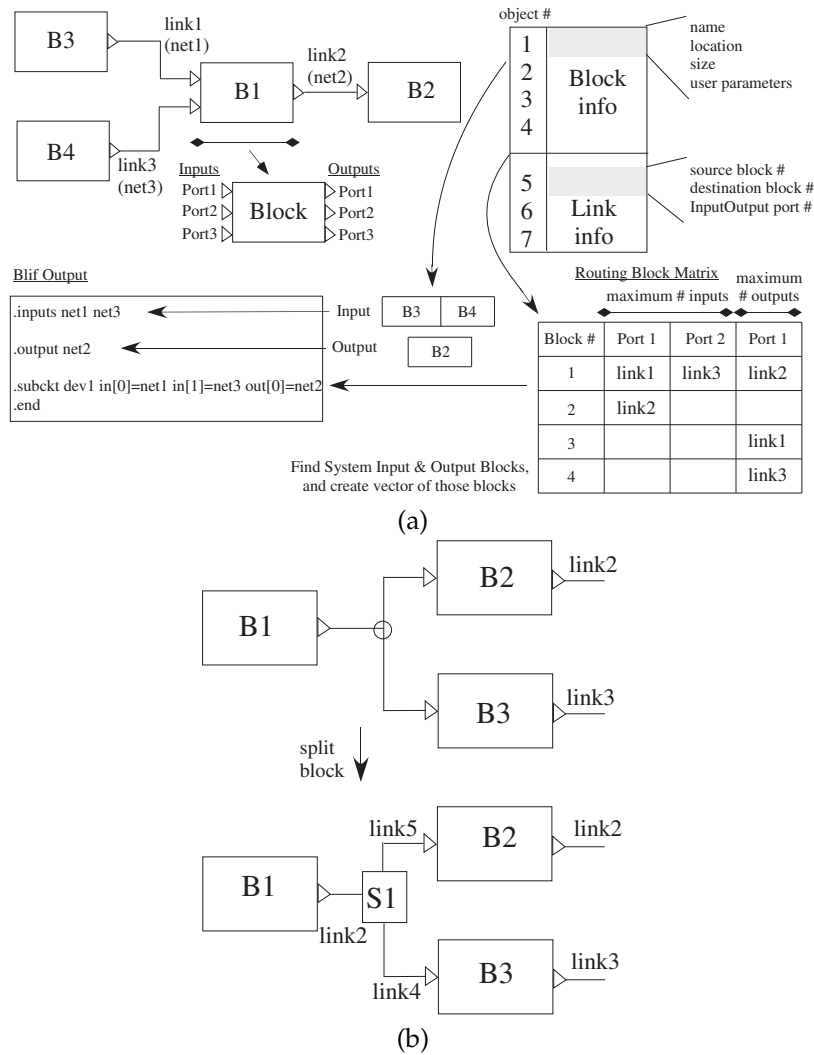 B3
link1
(net1)
B1
link2
(net2)
B2
B4
link3
(net3)
Inputs
Outputs
Port1
Port2
Port3
Block
Port1
Port2
Port3
object #
1
2
3
4
Block
info
5
6
7
Link
info
name
location
size
user parameters
source block #
destination block #
InputOutput port #
Blif Output
.inputs net1 net3
.output net2
.subckt dev1 in[0]=net1 in[1]=net3 out[0]=net2
.end
Input
B3 B4
Output
B2
Routing Block Matrix
maximum # inputs
maximum
# outputs
Block # Port 1 Port 2 Port 1
1 link1 link3 link2
2 link2
3 link1
4 link3
Find System Input & Output Blocks,
and create vector of those blocks
(a)
B1
B2
link2
B3
link3
split
block
B1
link2
S1
link5
B2
link2
link4
B3
link3
(b)